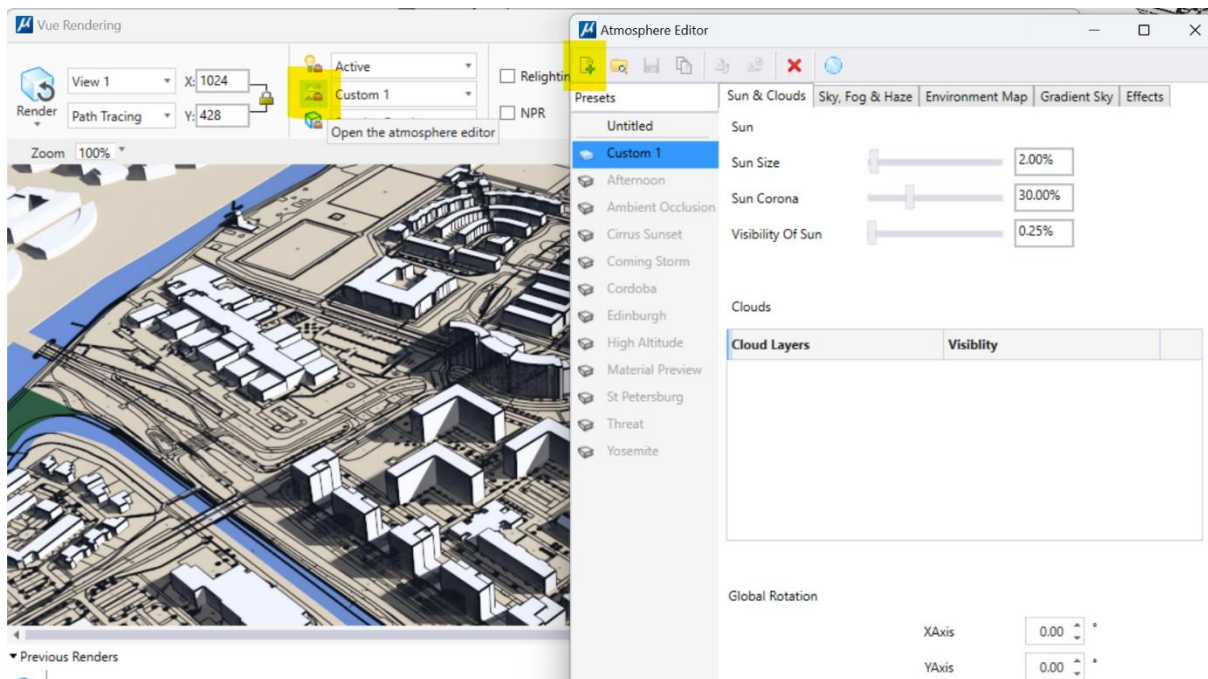 Vue Rendering
Render
View 1
Path Tracing
X: 1024
Y: 428
Active
Custom 1
NPR
Open the atmosphere editor
Zoom 100%
Previous Renders
Atmosphere Editor
Presets
Untitled
Custom 1
Afternoon
Ambient Occlusion
Cirrus Sunset
Coming Storm
Cordoba
Edinburgh
High Altitude
Material Preview
St Petersburg
Threat
Yosemite
Sun & Clouds
Sky, Fog & Haze
Environment Map
Gradient Sky
Effects
Sun
Sun Size 2.00%
Sun Corona 30.00%
Visibility Of Sun 0.25%
Clouds
Cloud Layers Visiblity
Global Rotation
XAxis 0.00 °
YAxis 0.00 °